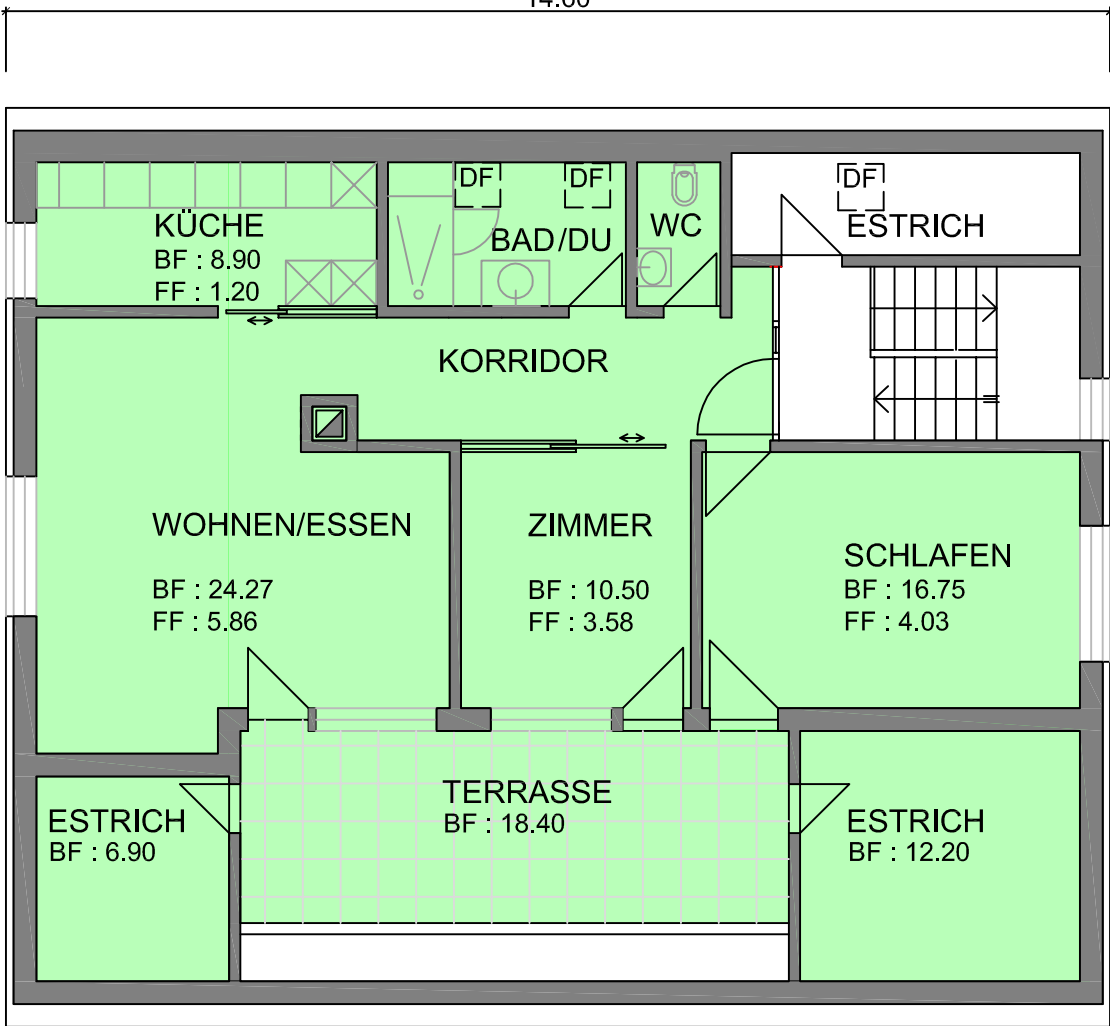 14.60
DF
DF
DF
KÜCHE
BF : 8.90
FF : 1.20
BAD/DU
WC
ESTRICH
KORRIDOR
WOHNEN/ESSEN
BF : 24.27
FF : 5.86
ZIMMER
BF : 10.50
FF : 3.58
SCHLAFEN
BF : 16.75
FF : 4.03
TERRASSE
BF : 18.40
ESTRICH
BF : 6.90
ESTRICH
BF : 12.20